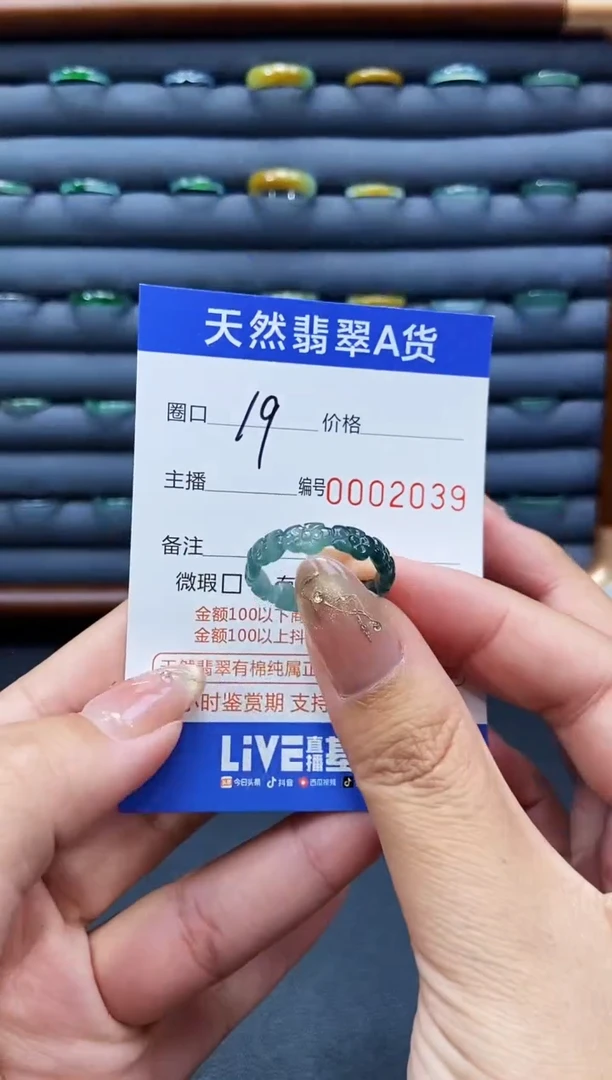 天然翡翠A货
圈口 19 价格
主播 编号0002039
备注
微瑕□ 有
金额100以下
金额100以上抖
天然翡翠有棉纯属正
小时鉴赏期 支持
LiVE直播基
今日头条 抖音 西瓜视频